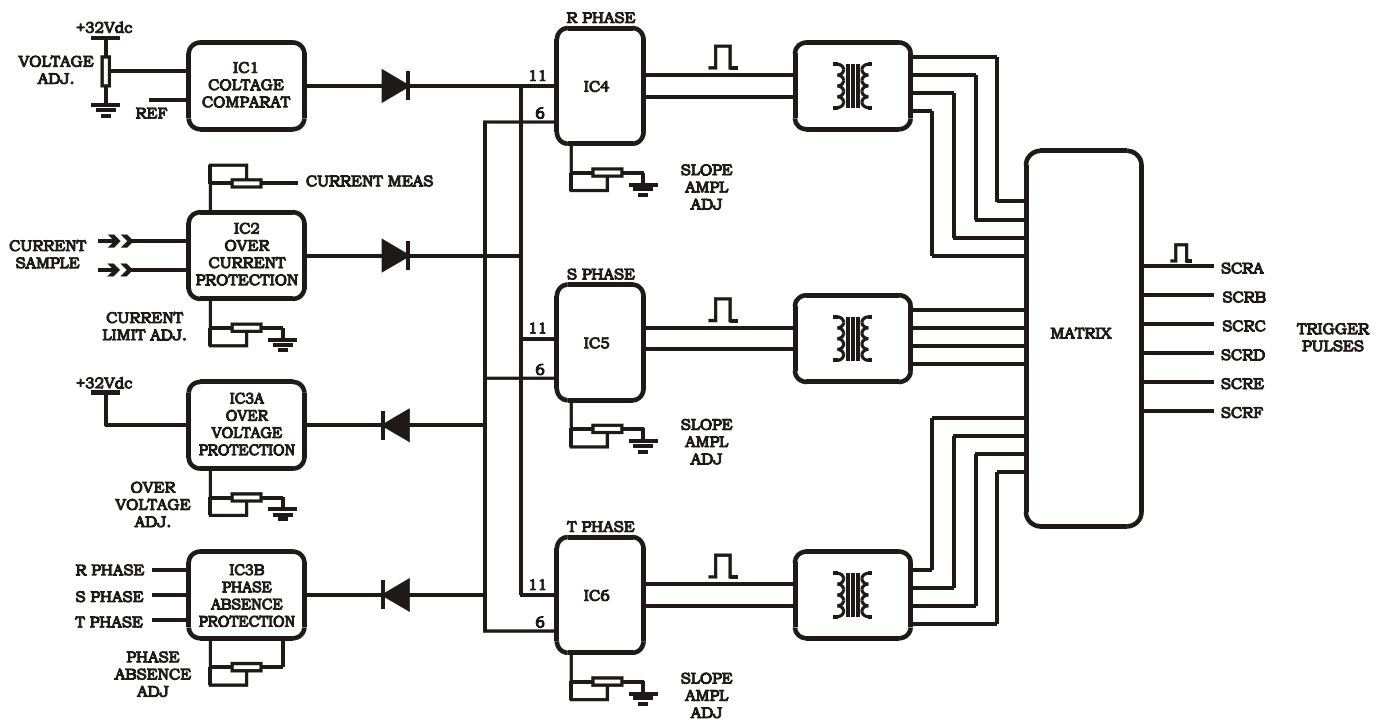 +32Vdc
VOLTAGE
ADJ.
REF
IC1
COLTAGE
COMPARAT
CURRENT MEAS
CURRENT
SAMPLE
IC2
OVER
CURRENT
PROTECTION
CURRENT
LIMIT ADJ.
+32Vdc
IC3A
OVER
VOLTAGE
PROTECTION
OVER
VOLTAGE
ADJ.
R PHASE
S PHASE
T PHASE
IC3B
PHASE
ABSENCE
PROTECTION
PHASE
ABSENCE
ADJ
R PHASE
11
6
IC4
SLOPE
AMPL
ADJ
S PHASE
11
6
IC5
SLOPE
AMPL
ADJ
T PHASE
11
6
IC6
SLOPE
AMPL
ADJ
MATRIX
SCRA
SCRB
SCRC
SCRD
SCRE
SCRF
TRIGGER
PULSES